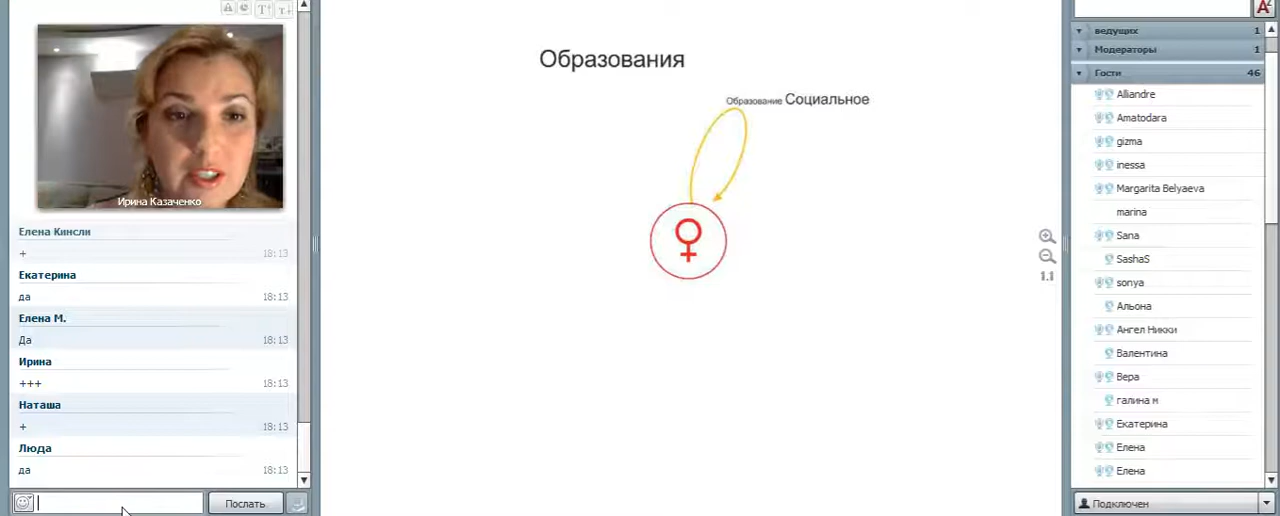 Ирина Казаченко
Елена Кинсли
+
18:13
Екатерина
да
18:13
Елена М.
Да
18:13
Ирина
+++
18:13
Наташа
+
18:13
Люда
да
18:13
Послать
Образования
Образование Социальное
1.1
ведущих 1
Модераторы 1
Гости 46
Alliandre
Amatodara
gizma
inessa
Margarita Belyaeva
marina
Sana
SashaS
sonya
Альона
Ангел Никки
Валентина
Вера
галина м
Екатерина
Елена
Елена
Подключен